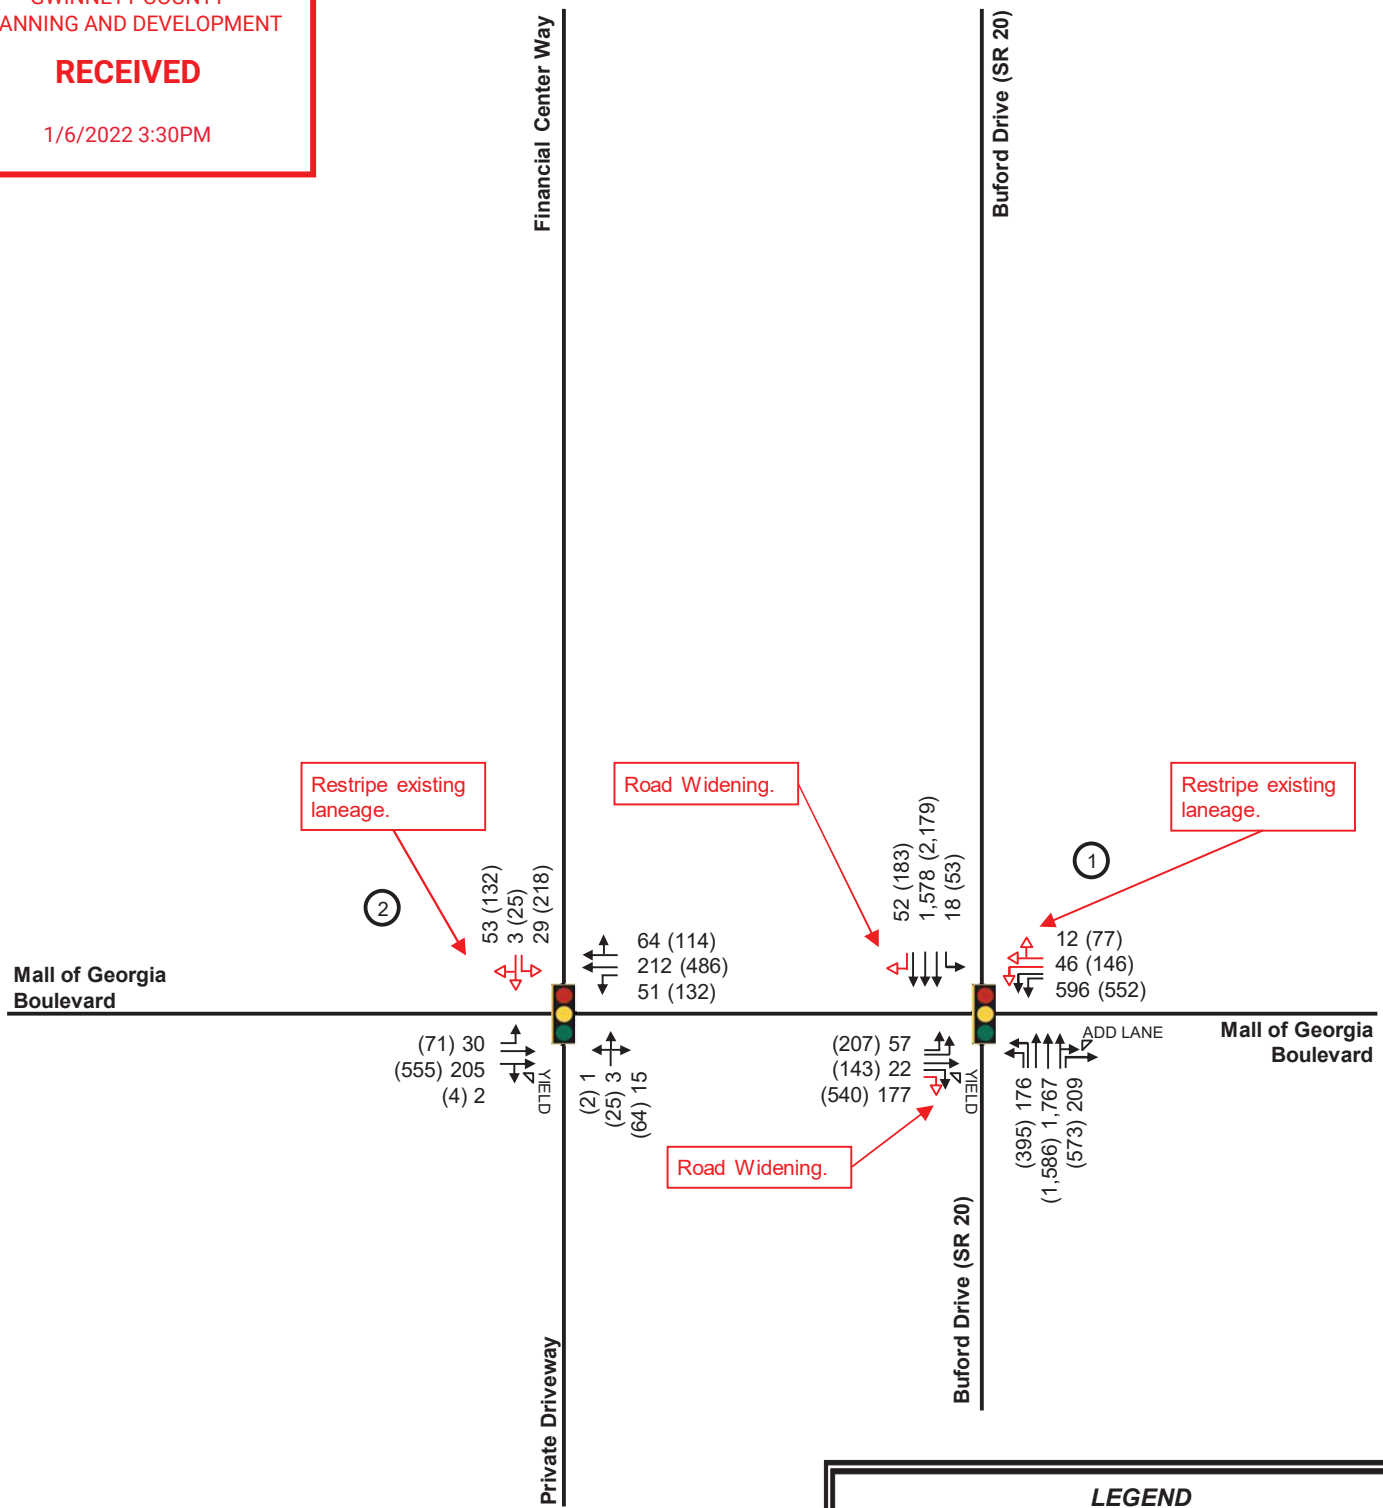 GWINNETT COUNTY
ANNING AND DEVELOPMENT
RECEIVED
1/6/2022 3:30PM
Financial Center Way
Buford Drive (SR 20)
Restripe existing
laneage.
Road Widening.
Restripe existing
laneage.
1
2
53 (132)
3 (25)
29 (218)
64 (114)
212 (486)
51 (132)
52 (183)
1,578 (2,179)
18 (53)
12 (77)
46 (146)
596 (552)
Mall of Georgia
Boulevard
(71) 30
(555) 205
(4) 2
YIELD
(2) 1
(25) 3
(64) 15
(207) 57
(143) 22
(540) 177
YIELD
ADD LANE
(395) 176
(1,586) 1,767
(573) 209
Mall of Georgia
Boulevard
Road Widening.
Private Driveway
Buford Drive (SR 20)
LEGEND